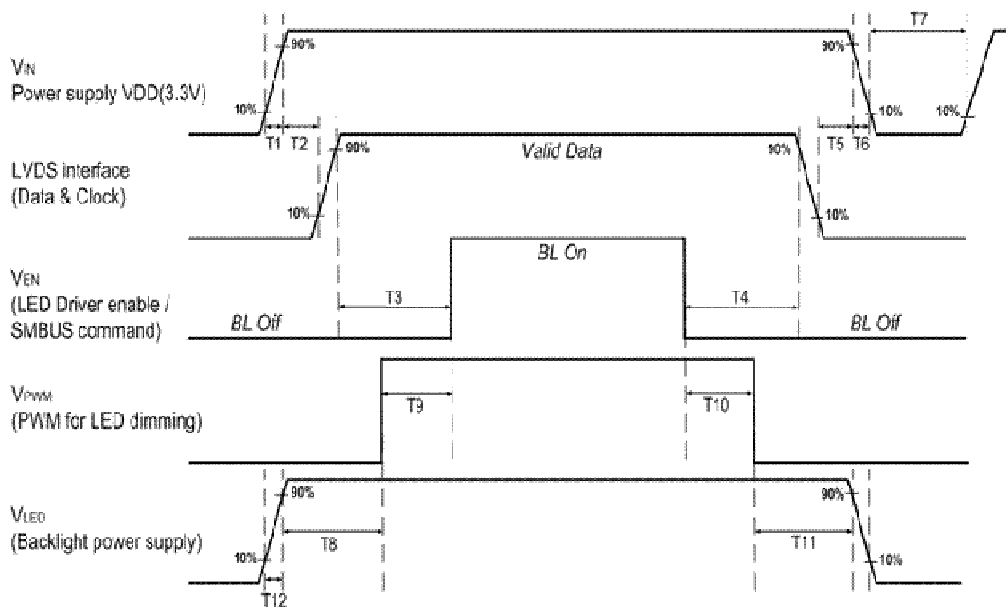 T7
90%
90%
VIN
Power supply VDD(3.3V)
10%
10%
10%
T1
T2
T5
T6
90%
Valid Data
90%
LVDS Interface
(Data & Clock)
10%
10%
BL On
VEN
(LED Driver enable /
SMBUS command)
T3
T4
BL Off
BL Off
VPWM
(PWM for LED dimming)
T9
T10
90%
90%
VLED
(Backlight power supply)
T8
T11
10%
10%
T12